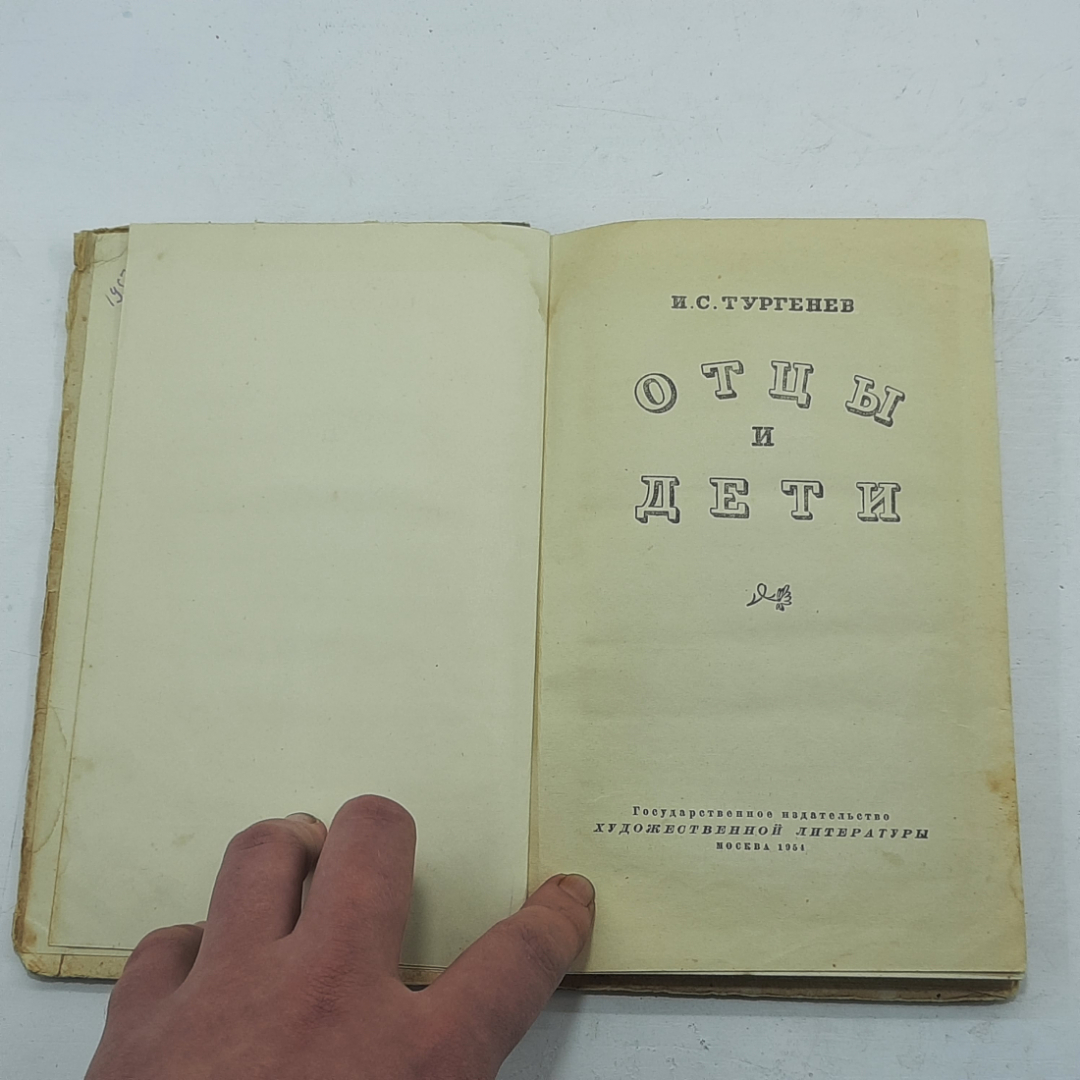 И. С. ТУРГЕНЕВ
ОТЦЫ
И
ДЕТИ
Государственное издательство
ХУДОЖЕСТВЕННОЙ ЛИТЕРАТУРЫ
МОСКВА 1954